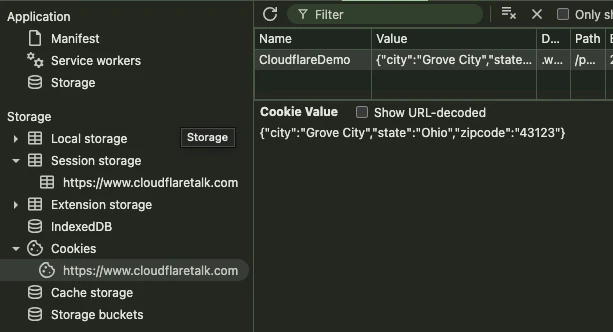 Application
Manifest
Service workers
Storage
Storage
Local storage
Storage
Session storage
https://www.cloudflaretalk.com
Extension storage
IndexedDB
Cookies
https://www.cloudflaretalk.com
Cache storage
Storage buckets
Filter
Only sh
Name Value D... Path
CloudflareDemo {"city":"Grove City","state... .w... /p...
Cookie Value Show URL-decoded
{"city":"Grove City","state":"Ohio","zipcode":"43123"}